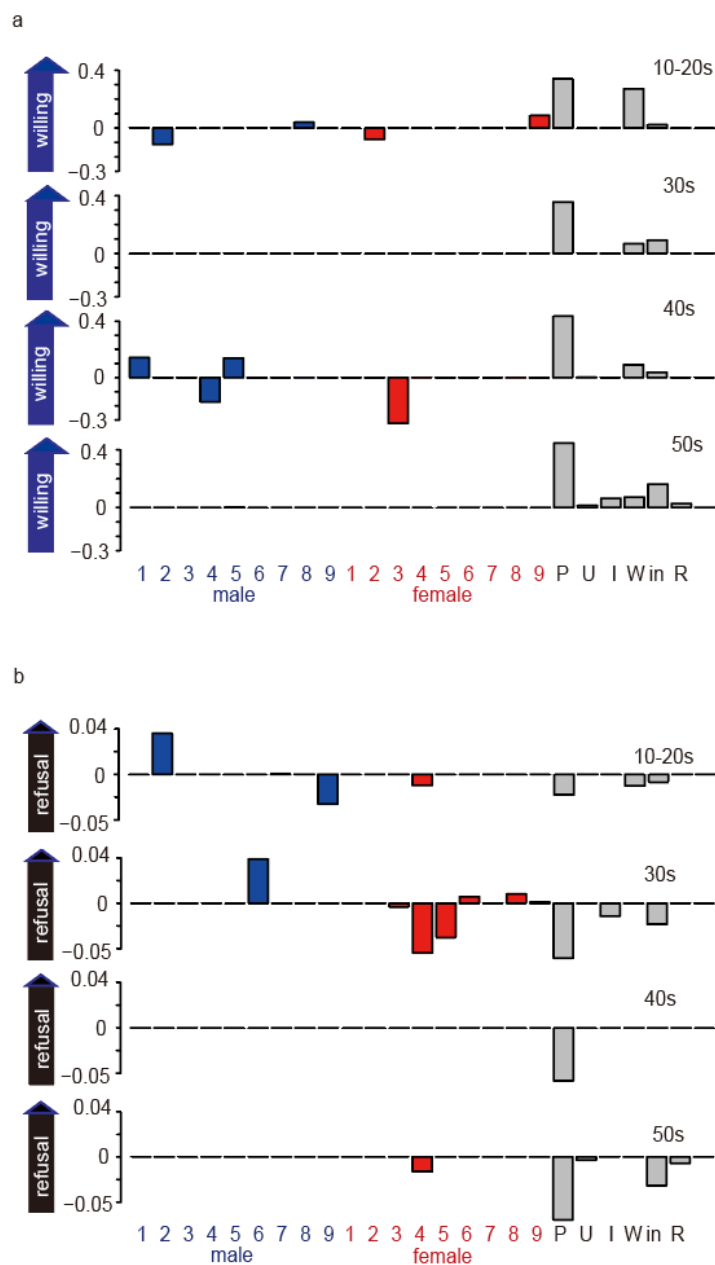 a
willing 0.4 0 −0.3 10-20s
willing 0.4 0 −0.3 30s
willing 0.4 0 −0.3 40s
willing 0.4 0 −0.3 50s
1 2 3 4 5 6 7 8 9 1 2 3 4 5 6 7 8 9 P U I W in R
male female
b
refusal 0.04 0 −0.05 10-20s
refusal 0.04 0 −0.05 30s
refusal 0.04 0 −0.05 40s
refusal 0.04 0 −0.05 50s
1 2 3 4 5 6 7 8 9 1 2 3 4 5 6 7 8 9 P U I W in R
male female